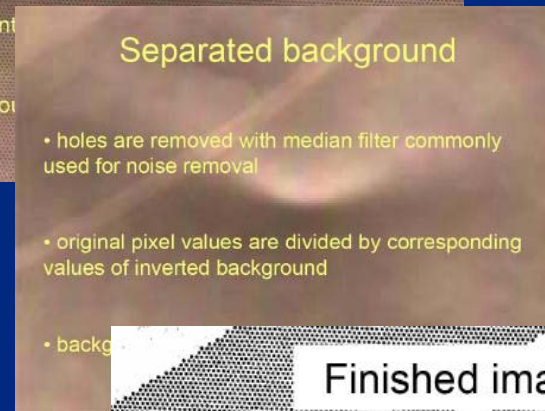 Separated background
• holes are removed with median filter commonly
used for noise removal
• original pixel values are divided by corresponding
values of inverted background
•
Finished